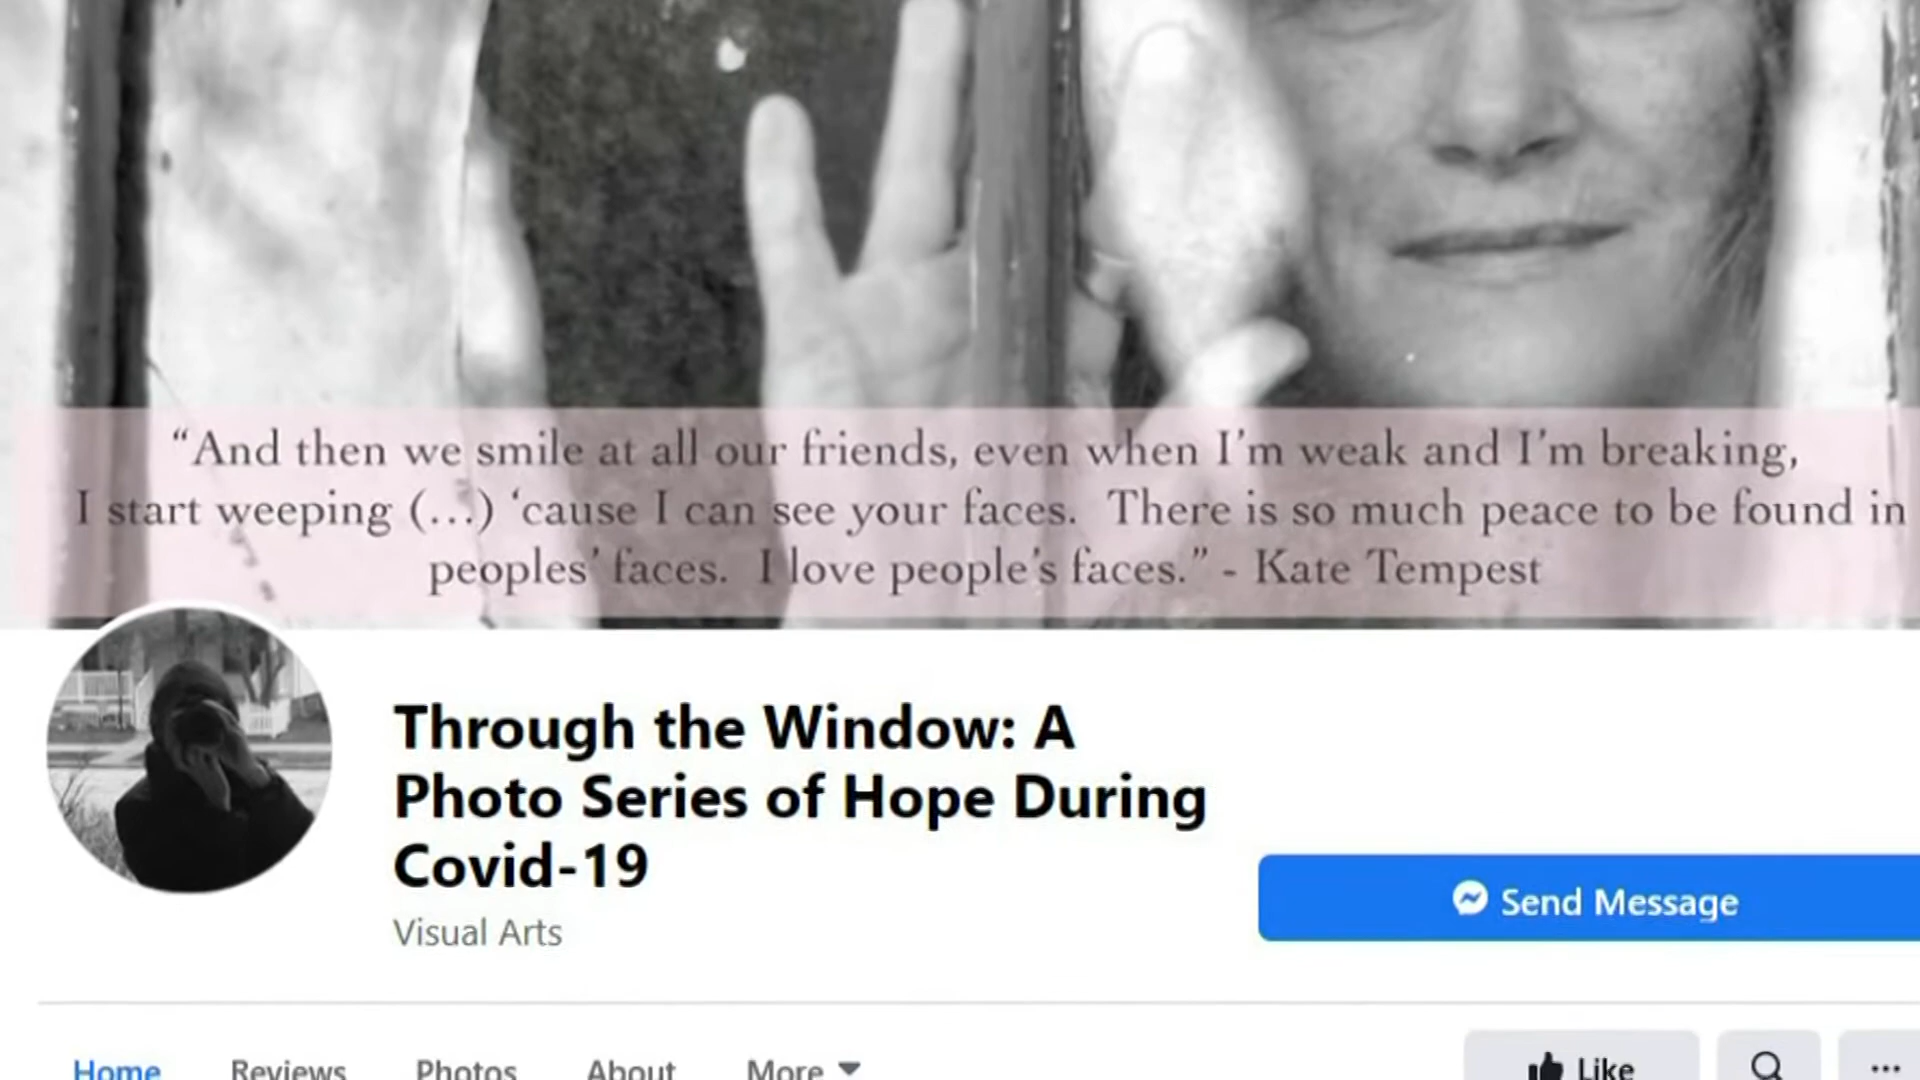 “And then we smile at all our friends, even when I’m weak and I’m breaking,
I start weeping (...) ‘cause I can see your faces. There is so much peace to be found in
peoples’ faces. I love people’s faces.” - Kate Tempest
Through the Window: A
Photo Series of Hope During
Covid-19
Visual Arts
Send Message
Home Reviews Photos About More Like